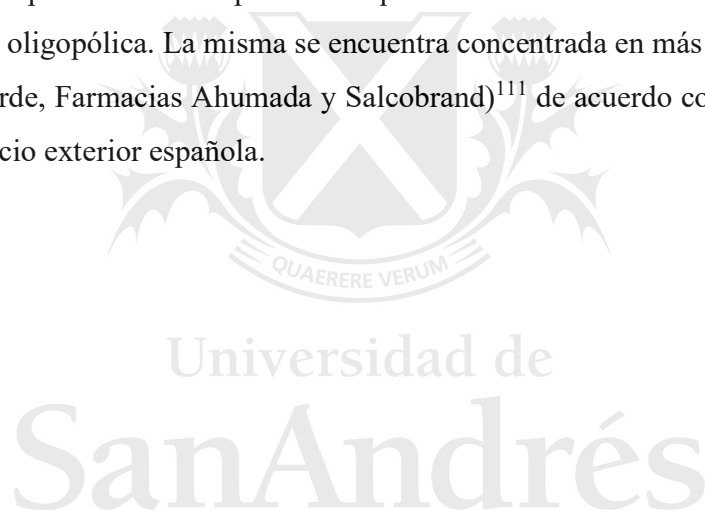 oligopólica. La misma se encuentra concentrada en más
rde, Farmacias Ahumada y Salcobrand)111 de acuerdo co
cio exterior española.
QUAERERE VERUM
Universidad de
SanAndrés